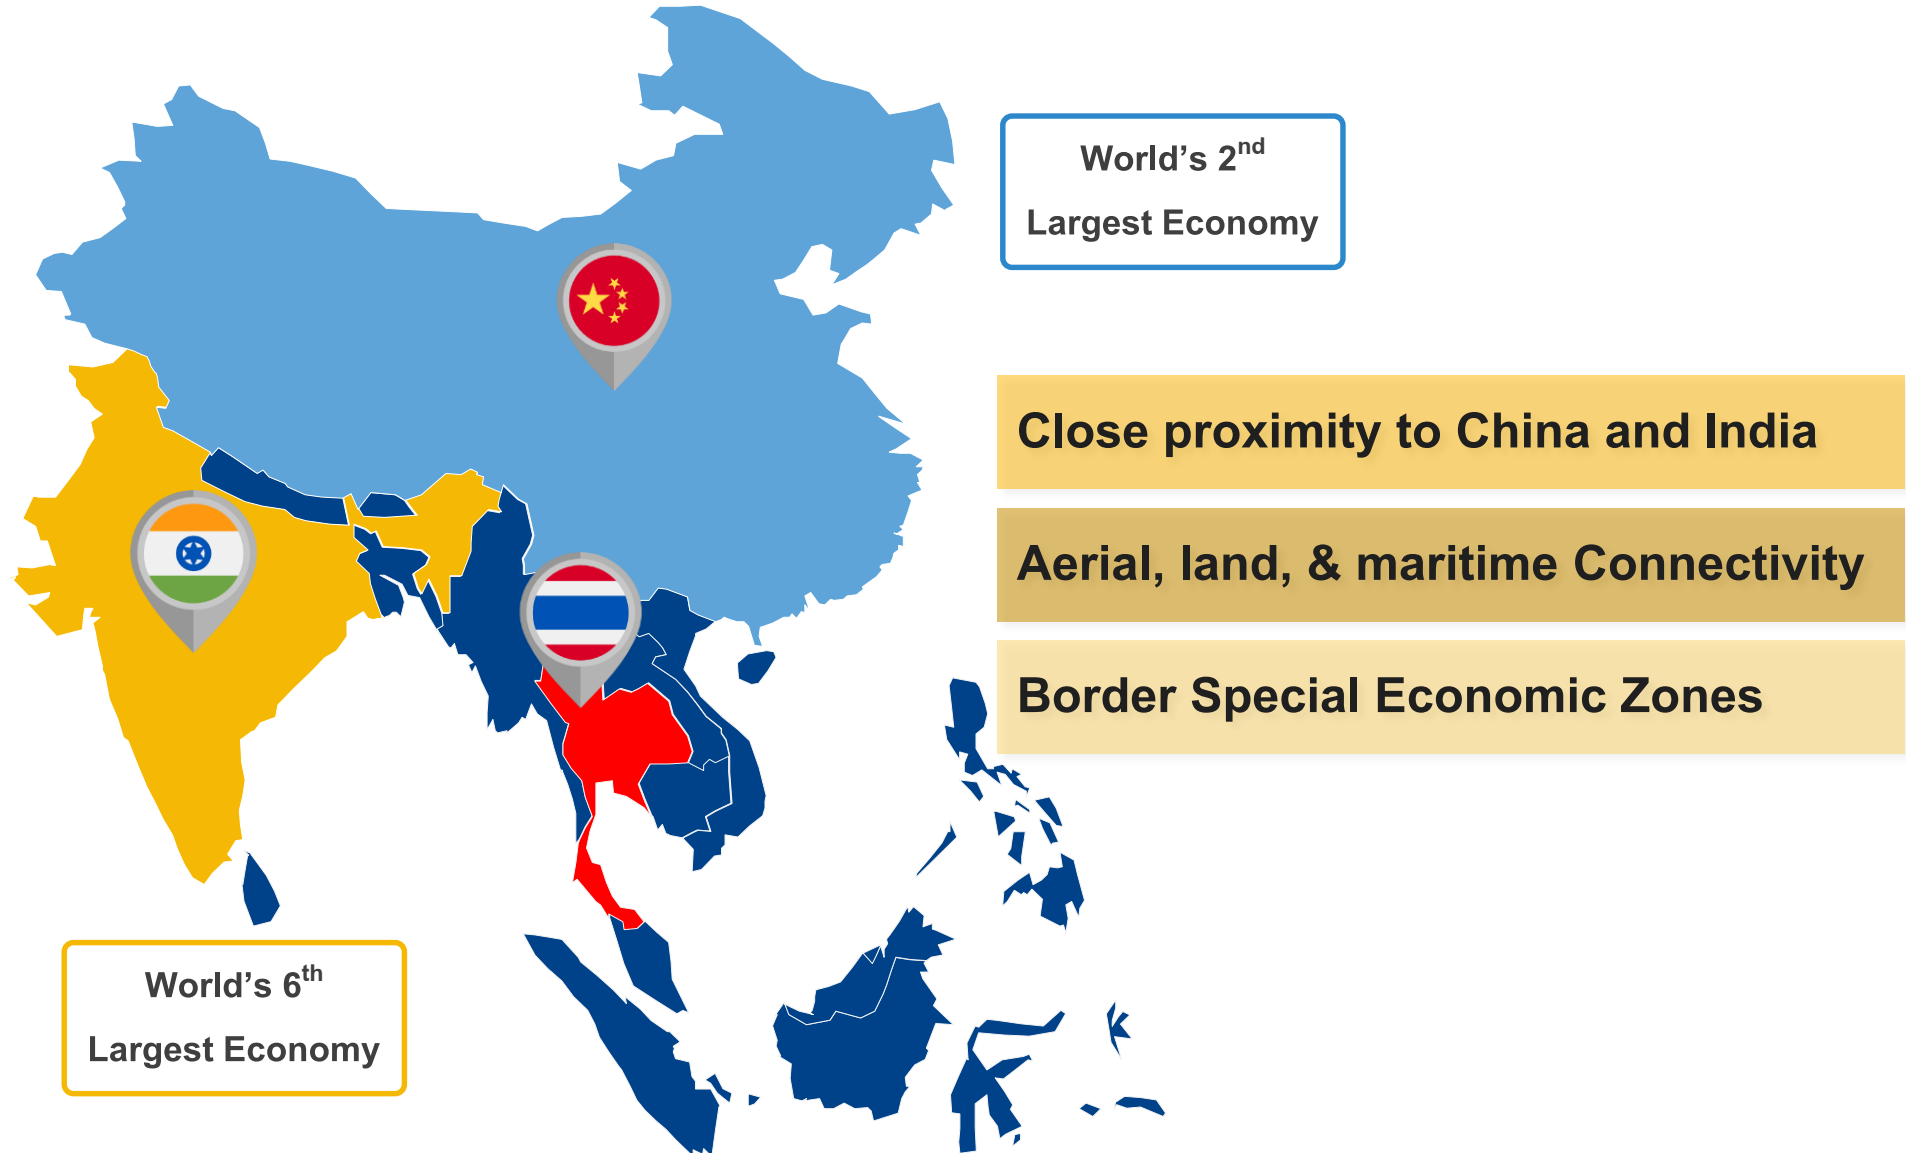 World’s 2nd
Largest Economy
Close proximity to China and India
Aerial, land, & maritime Connectivity
Border Special Economic Zones
World’s 6th
Largest Economy